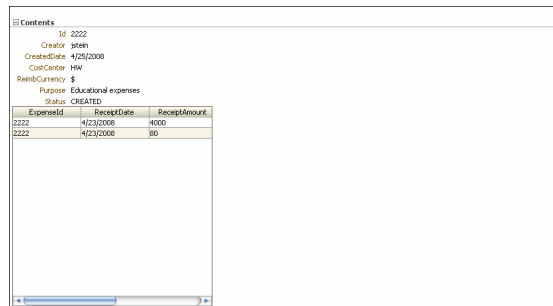 Contents
Id 2222
Creator jstein
CreatedDate 4/25/2008
CostCenter HW
ReimbCurrency $
Purpose Educational expenses
Status CREATED
ExpenseId ReceiptDate ReceiptAmount
2222 4/23/2008 4000
2222 4/23/2008 80